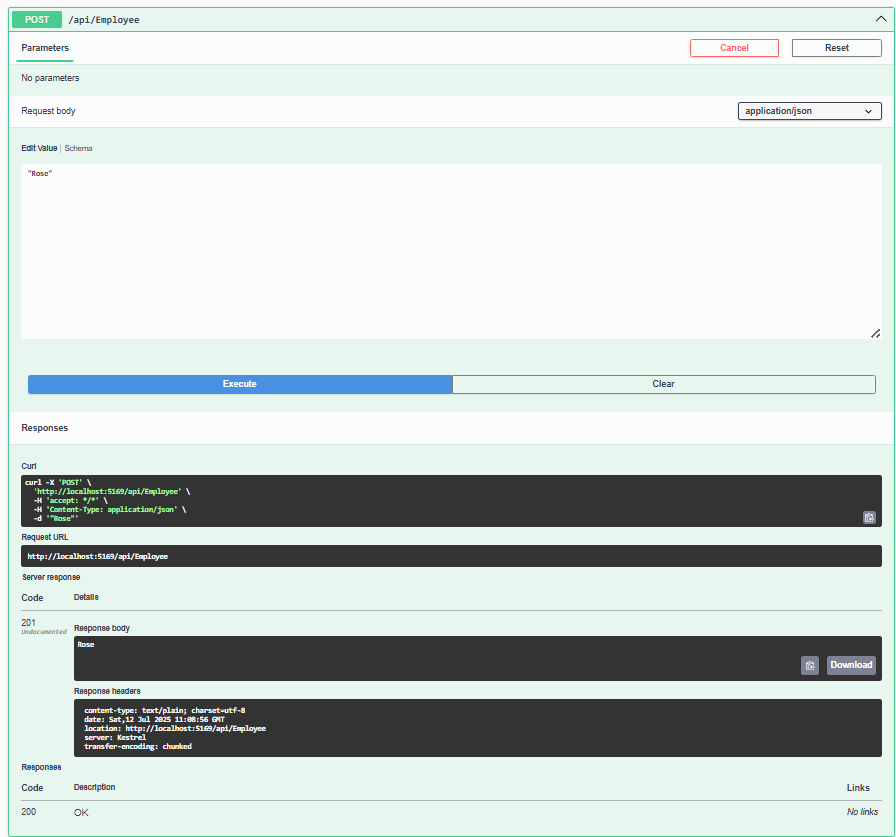 POST /api/Employee
Parameters Cancel Reset
No parameters
Request body application/json
Edit Value | Schema
"Rose"
Execute Clear
Responses
Curl
curl -X 'POST' \
'http://localhost:5169/api/Employee' \
-H 'accept: */*' \
-H 'Content-Type: application/json' \
-d '"Rose"'
Request URL
http://localhost:5169/api/Employee
Server response
Code Details
201 Response body
Undocumented
Rose
Download
Response headers
content-type: text/plain; charset=utf-8
date: Sat,12 Jul 2025 11:08:56 GMT
location: http://localhost:5169/api/Employee
server: Kestrel
transfer-encoding: chunked
Responses
Code Description Links
200 OK No links